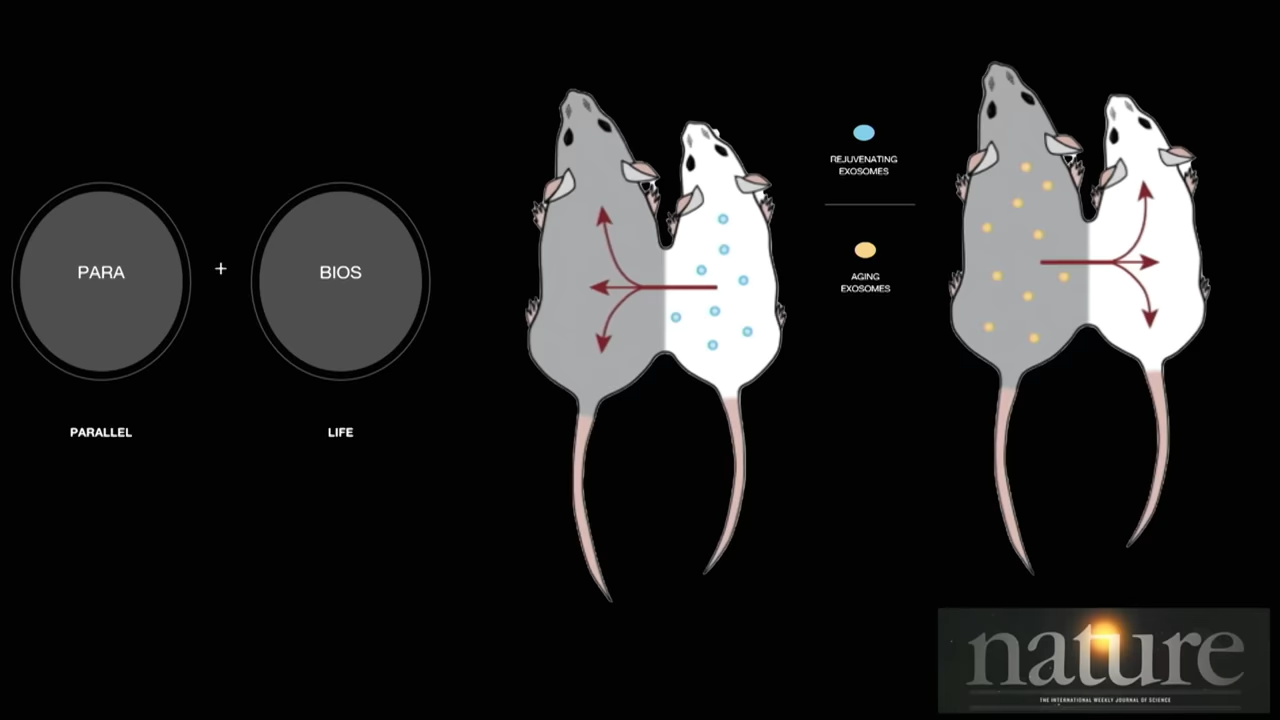 PARA
+
BIOS
PARALLEL
LIFE
REJUVENATING
EXOSOMES
AGING
EXOSOMES
nature
THE INTERNATIONAL WEEKLY JOURNAL OF SCIENCE